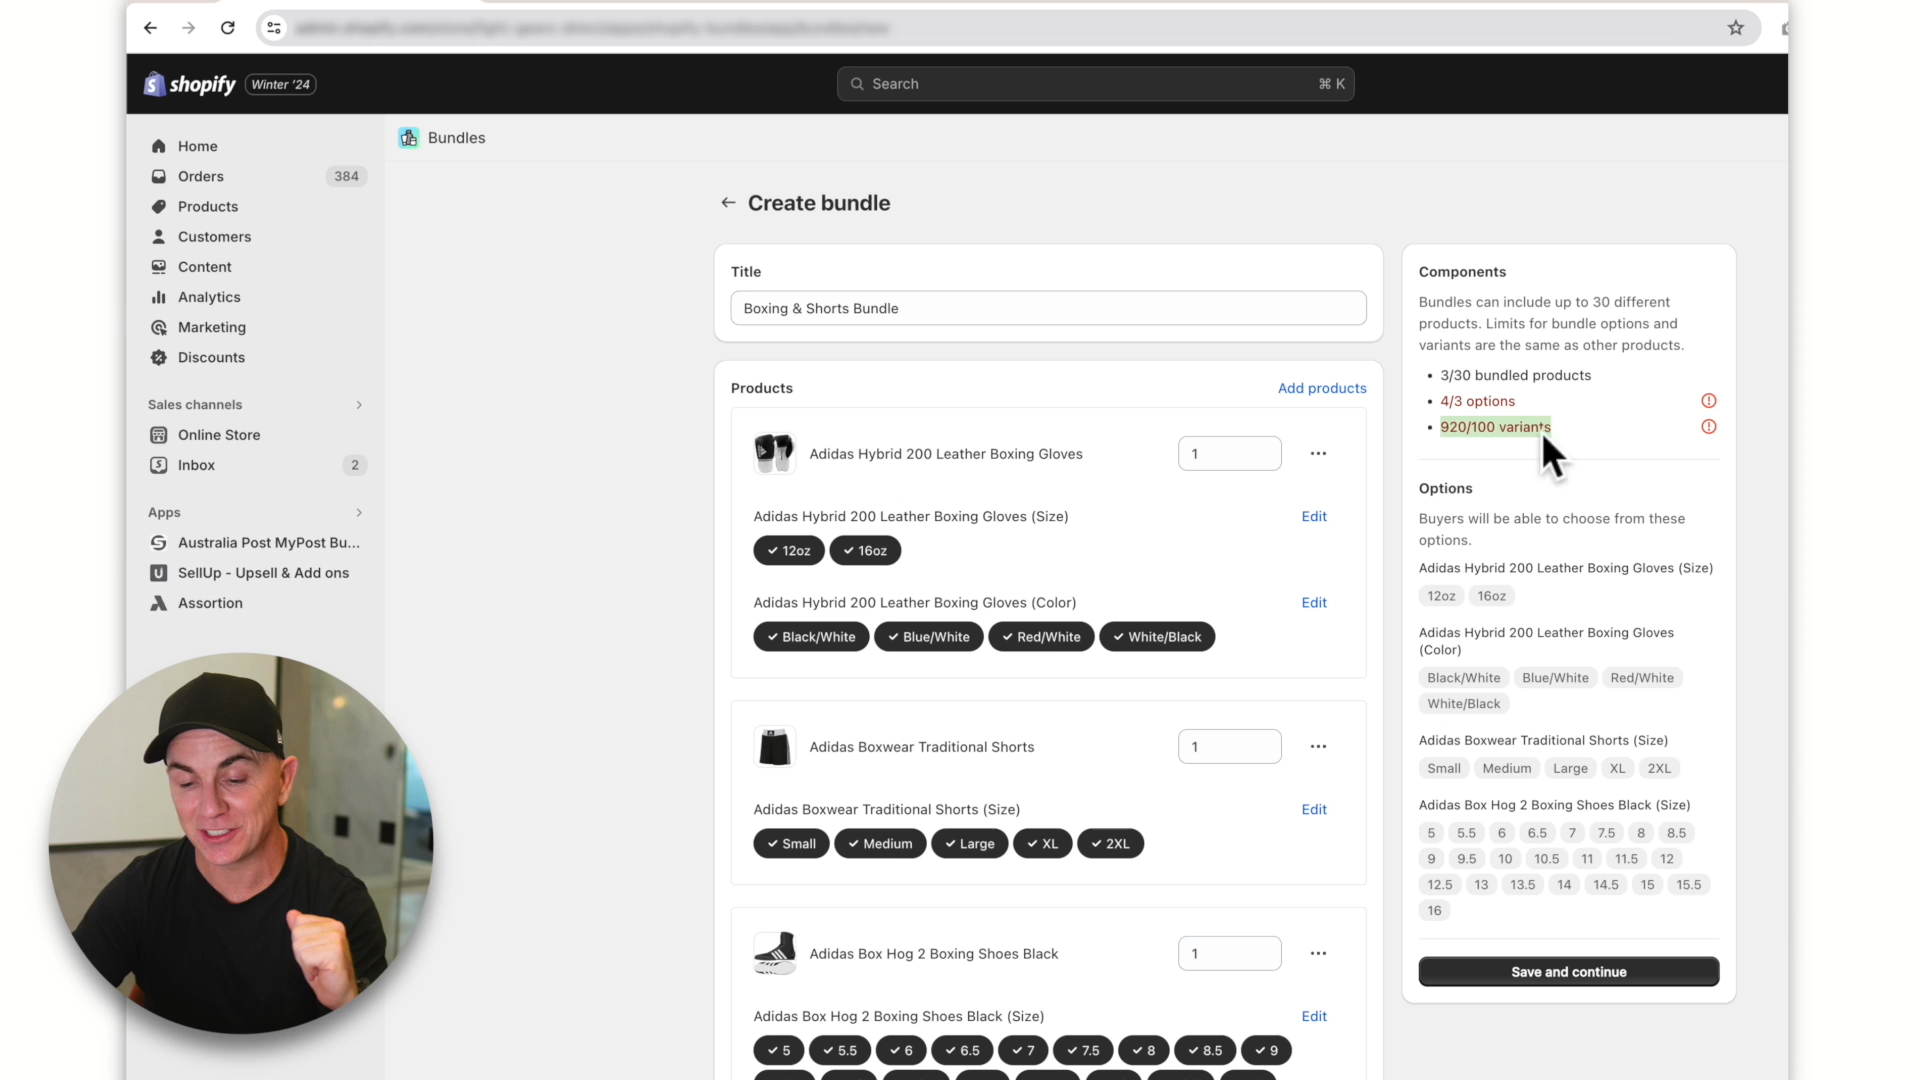 shopify Winter '24
Search ⌘ K
Home
Orders 384
Products
Customers
Content
Analytics
Marketing
Discounts
Sales channels
Online Store
Inbox 2
Apps
Australia Post MyPost Bu...
SellUp - Upsell & Add ons
Assortion
Bundles
Create bundle
Title
Boxing & Shorts Bundle
Products Add products
Adidas Hybrid 200 Leather Boxing Gloves 1
Adidas Hybrid 200 Leather Boxing Gloves (Size) Edit
12oz 16oz
Adidas Hybrid 200 Leather Boxing Gloves (Color) Edit
Black/White Blue/White Red/White White/Black
Adidas Boxwear Traditional Shorts 1
Adidas Boxwear Traditional Shorts (Size) Edit
Small Medium Large XL 2XL
Adidas Box Hog 2 Boxing Shoes Black 1
Adidas Box Hog 2 Boxing Shoes Black (Size) Edit
5 5.5 6 6.5 7 7.5 8 8.5 9
Components
Bundles can include up to 30 different
products. Limits for bundle options and
variants are the same as other products.
• 3/30 bundled products
• 4/3 options
• 920/100 variants
Options
Buyers will be able to choose from these
options.
Adidas Hybrid 200 Leather Boxing Gloves (Size)
12oz 16oz
Adidas Hybrid 200 Leather Boxing Gloves
(Color)
Black/White Blue/White Red/White
White/Black
Adidas Boxwear Traditional Shorts (Size)
Small Medium Large XL 2XL
Adidas Box Hog 2 Boxing Shoes Black (Size)
5 5.5 6 6.5 7 7.5 8 8.5
9 9.5 10 10.5 11 11.5 12
12.5 13 13.5 14 14.5 15 15.5
16
Save and continue